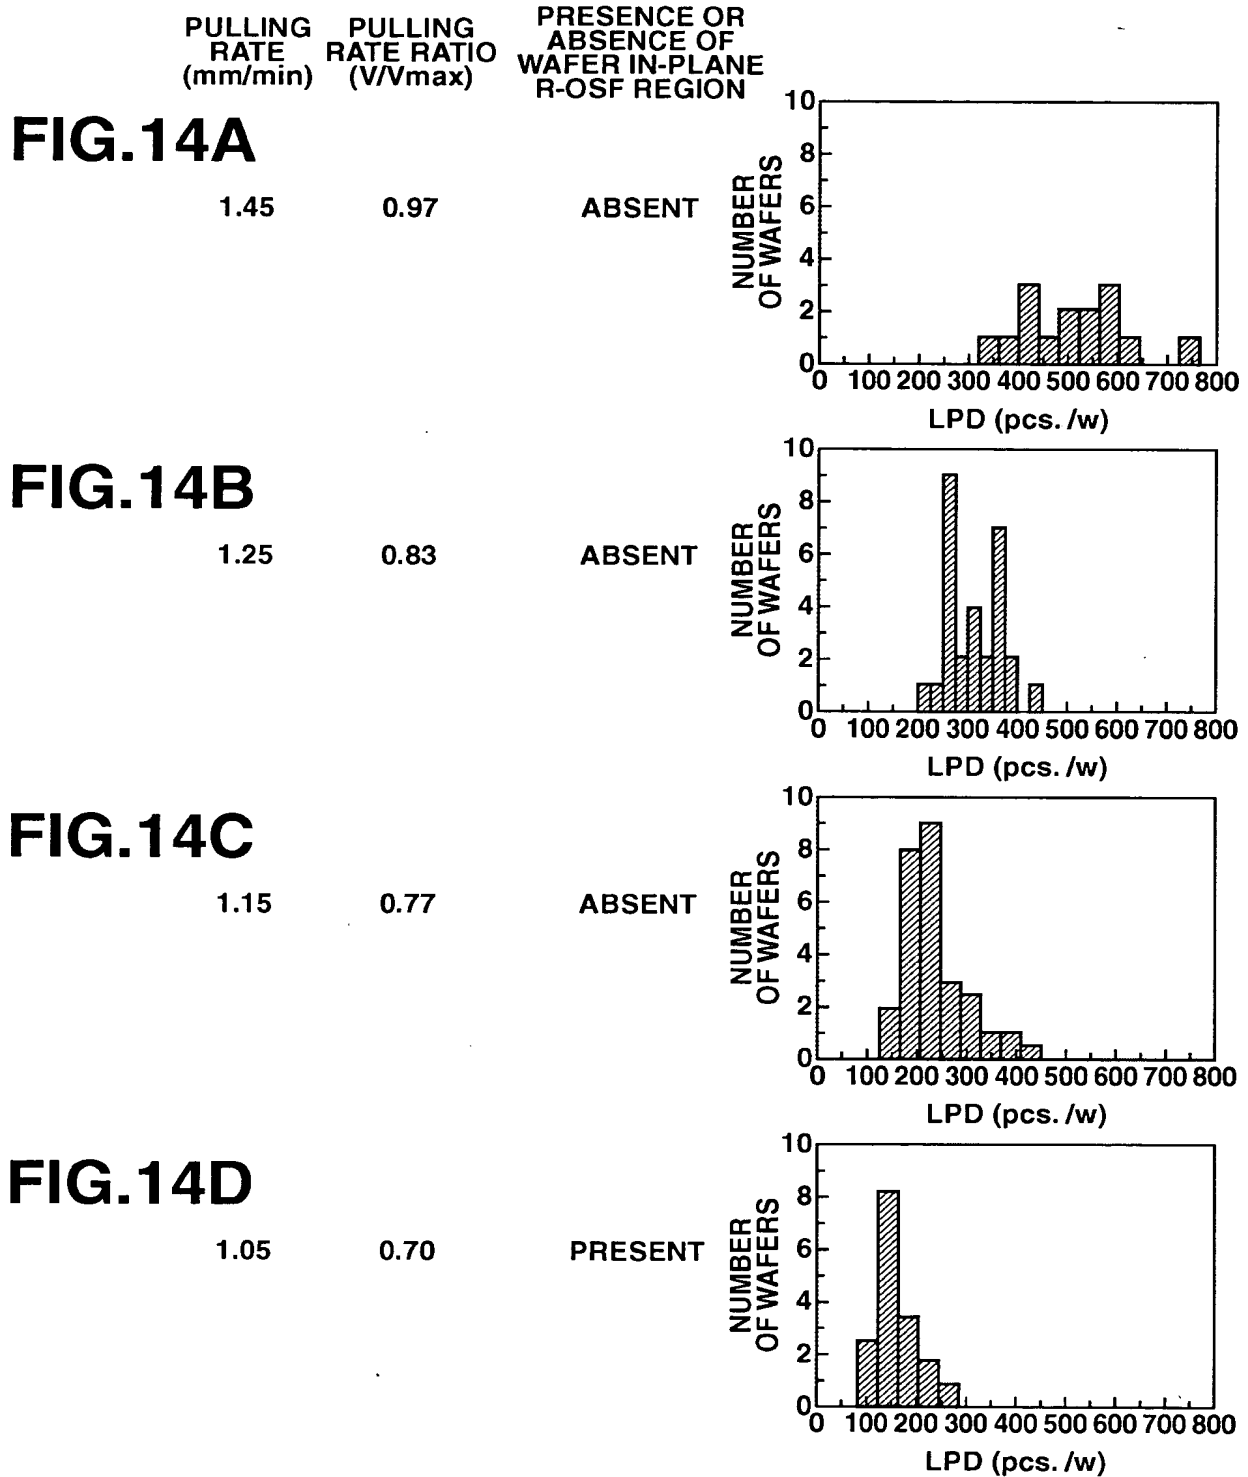 PULLING RATE (mm/min)
PULLING RATE RATIO (V/Vmax)
PRESENCE OR ABSENCE OF WAFER IN-PLANE R-OSF REGION
FIG.14A
1.45 0.97 ABSENT
NUMBER OF WAFERS
10
8
6
4
2
0
0 100 200 300 400 500 600 700 800
LPD (pcs. /w)
FIG.14B
1.25 0.83 ABSENT
NUMBER OF WAFERS
10
8
6
4
2
0
0 100 200 300 400 500 600 700 800
LPD (pcs. /w)
FIG.14C
1.15 0.77 ABSENT
NUMBER OF WAFERS
10
8
6
4
2
0
0 100 200 300 400 500 600 700 800
LPD (pcs. /w)
FIG.14D
1.05 0.70 PRESENT
NUMBER OF WAFERS
10
8
6
4
2
0
0 100 200 300 400 500 600 700 800
LPD (pcs. /w)